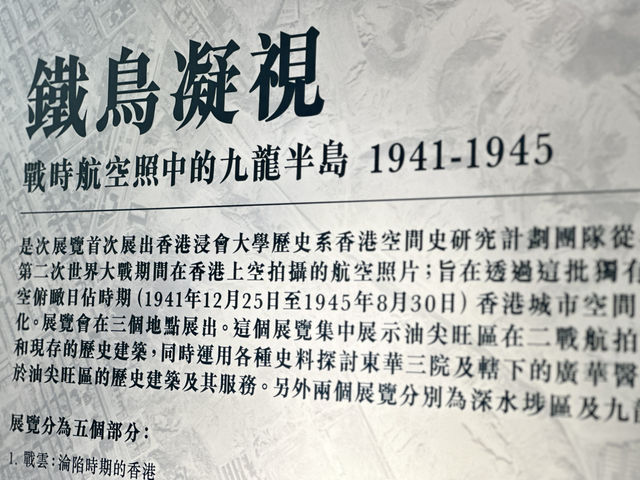 鐵鳥凝視
戰時航空照中的九龍半島 1941-1945
是次展覽首次展出香港浸會大學歷史系香港空間史研究計劃團隊從
第二次世界大戰期間在香港上空拍攝的航空照片；旨在透過這批獨有
空俯瞰日佔時期（1941年12月25日至1945年8月30日）香港城市空間
化。展覽會在三個地點展出。這個展覽集中展示油尖旺區在二戰航拍
和現存的歷史建築，同時運用各種史料探討東華三院及轄下的廣華醫
於油尖旺區的歷史建築及其服務。另外兩個展覽分別為深水埗區及九龍
展覽分為五個部分：
1. 戰雲：淪陷時期的香港